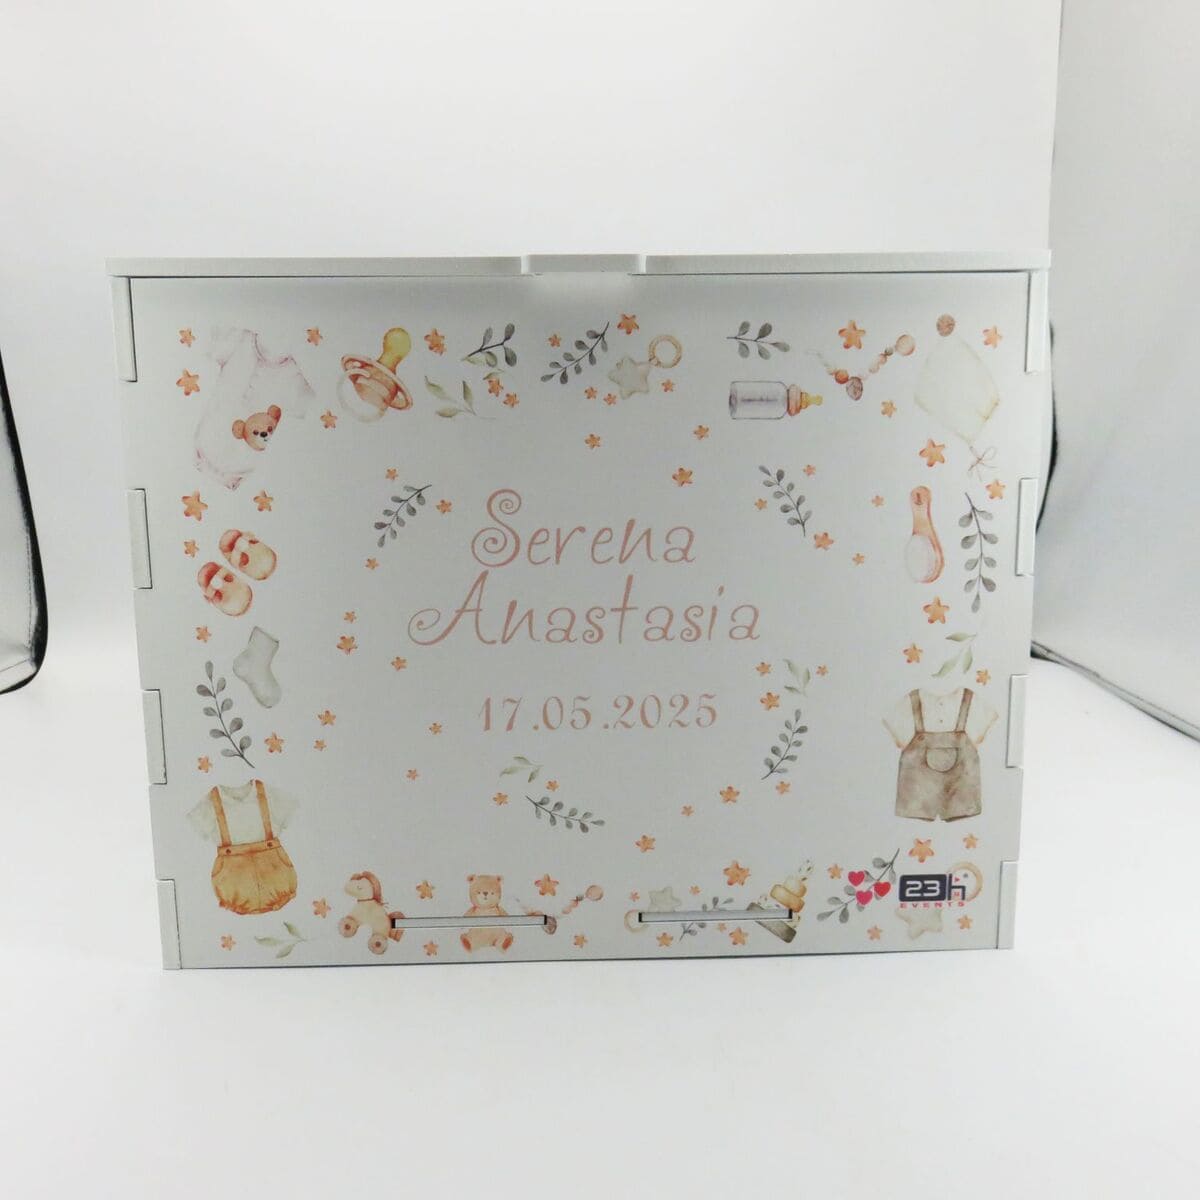 Serena
Anastasia
17.05.2025
23h
EVENTS